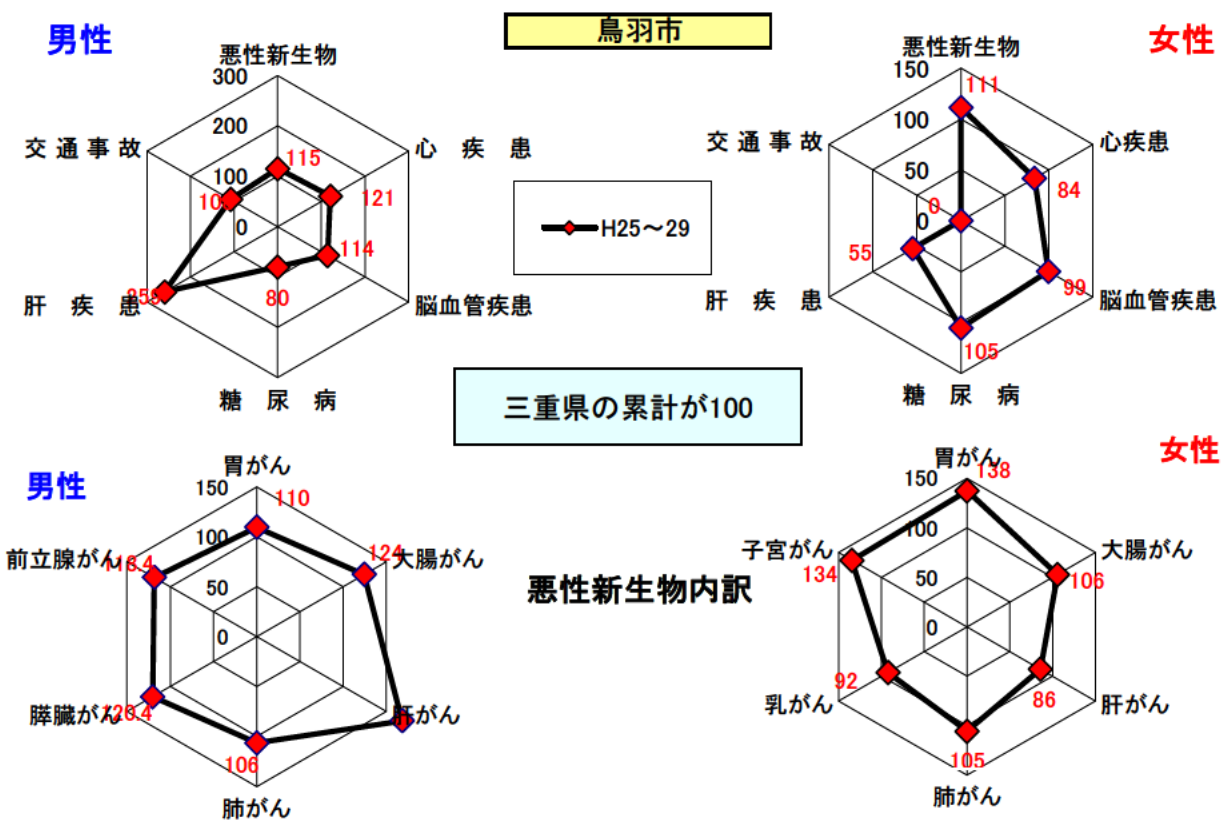 鳥羽市
男性
悪性新生物
300
200
100
0
心 疾 患
脳血管疾患
糖 尿 病
肝 疾 患
交 通 事 故
115
121
114
80
H25～29
女性
悪性新生物
150
100
50
0
心疾患
脳血管疾患
糖 尿 病
肝 疾 患
交 通 事 故
111
84
99
105
55
0
三重県の累計が100
男性
胃がん
150
100
50
0
大腸がん
肝がん
肺がん
膵臓がん
前立腺がん
110
124
106
120.4
悪性新生物内訳
女性
胃がん
150
100
50
0
大腸がん
肝がん
肺がん
乳がん
子宮がん
138
106
86
105
92
134